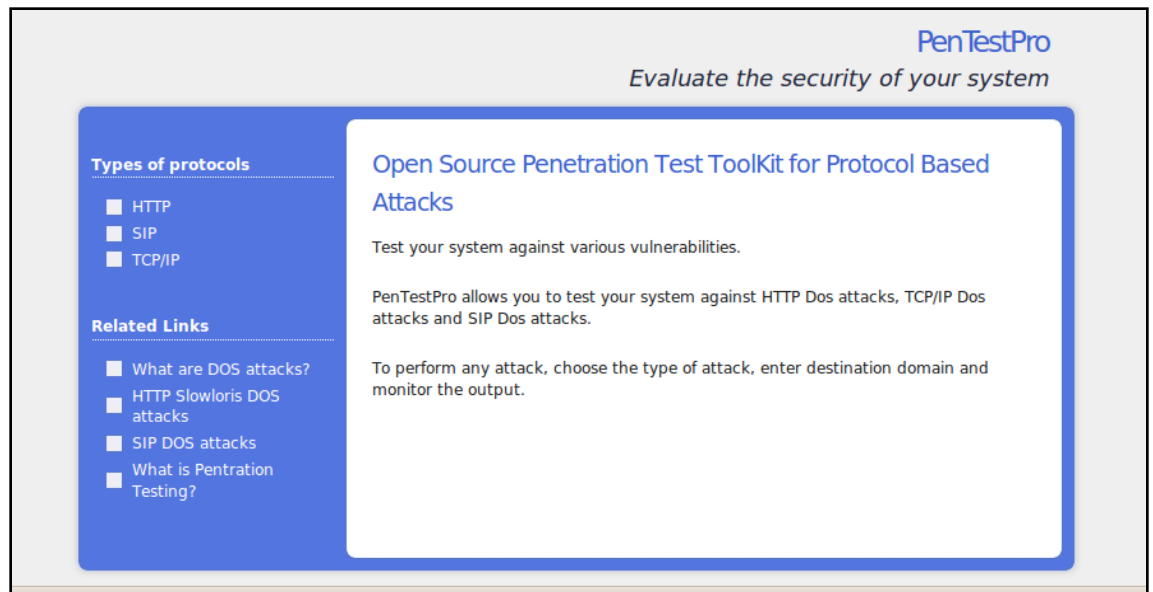 PenTestPro
Evaluate the security of your system
Types of protocols
HTTP
SIP
TCP/IP
Related Links
What are DOS attacks?
HTTP Slowloris DOS
attacks
SIP DOS attacks
What is Pentration
Testing?
Open Source Penetration Test ToolKit for Protocol Based
Attacks
Test your system against various vulnerabilities.
PenTestPro allows you to test your system against HTTP Dos attacks, TCP/IP Dos
attacks and SIP Dos attacks.
To perform any attack, choose the type of attack, enter destination domain and
monitor the output.